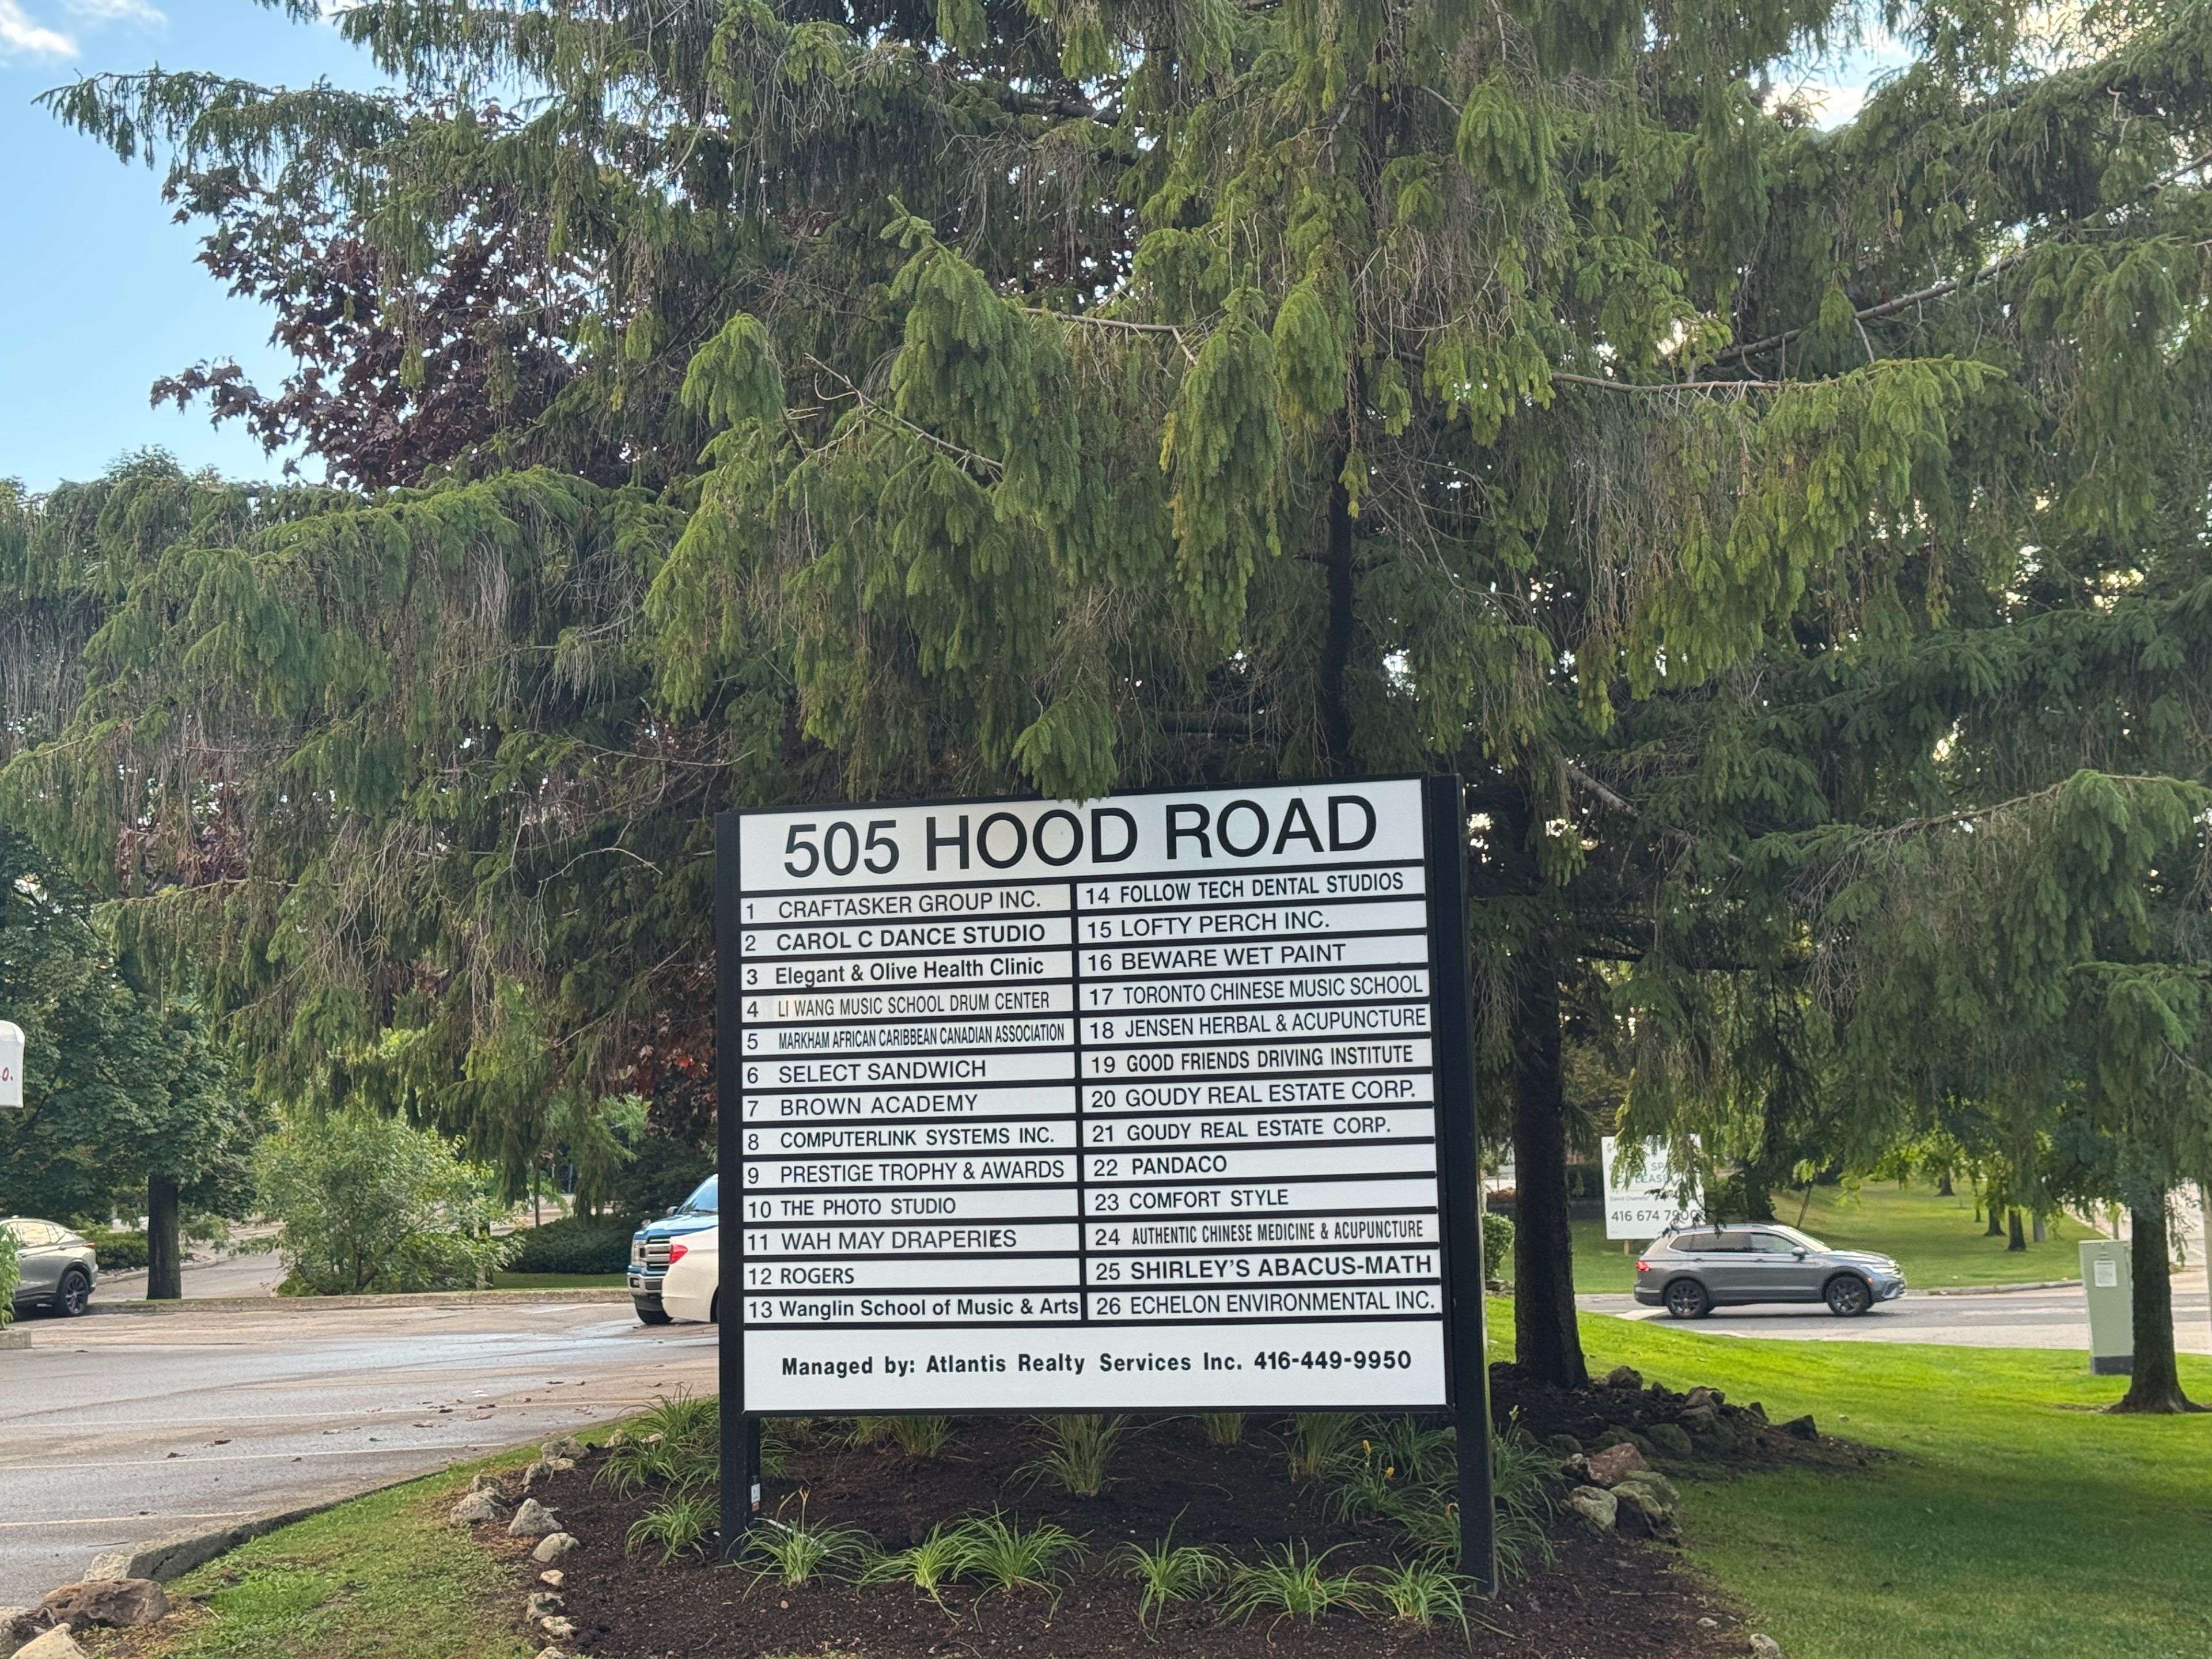 505 HOOD ROAD
1 CRAFTASKER GROUP INC.
2 CAROL C DANCE STUDIO
3 Elegant & Olive Health Clinic
4 LI WANG MUSIC SCHOOL DRUM CENTER
5 MARKHAM AFRICAN CARIBBEAN CANADIAN ASSOCIATION
6 SELECT SANDWICH
7 BROWN ACADEMY
8 COMPUTERLINK SYSTEMS INC.
9 PRESTIGE TROPHY & AWARDS
10 THE PHOTO STUDIO
11 WAH MAY DRAPERIES
12 ROGERS
13 Wanglin School of Music & Arts
14 FOLLOW TECH DENTAL STUDIOS
15 LOFTY PERCH INC.
16 BEWARE WET PAINT
17 TORONTO CHINESE MUSIC SCHOOL
18 JENSEN HERBAL & ACUPUNCTURE
19 GOOD FRIENDS DRIVING INSTITUTE
20 GOUDY REAL ESTATE CORP.
21 GOUDY REAL ESTATE CORP.
22 PANDACO
23 COMFORT STYLE
24 AUTHENTIC CHINESE MEDICINE & ACUPUNCTURE
25 SHIRLEY'S ABACUS-MATH
26 ECHELON ENVIRONMENTAL INC.
Managed by: Atlantis Realty Services Inc. 416-449-9950
416 674 7900